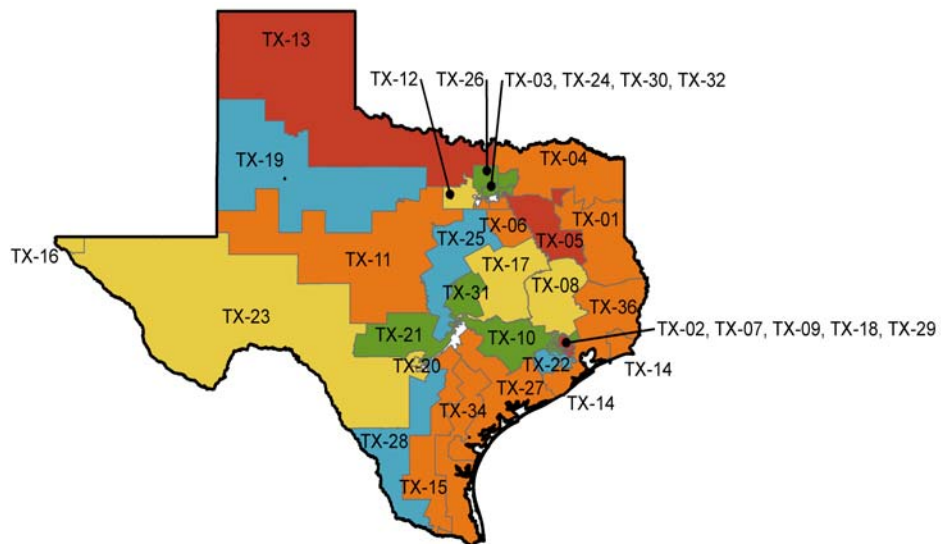 TX-13
TX-12
TX-26
TX-03, TX-24, TX-30, TX-32
TX-04
TX-19
TX-01
TX-06
TX-05
TX-25
TX-16
TX-11
TX-17
TX-08
TX-31
TX-36
TX-23
TX-21
TX-10
TX-02, TX-07, TX-09, TX-18, TX-29
TX-20
TX-22
TX-14
TX-27
TX-14
TX-34
TX-28
TX-15